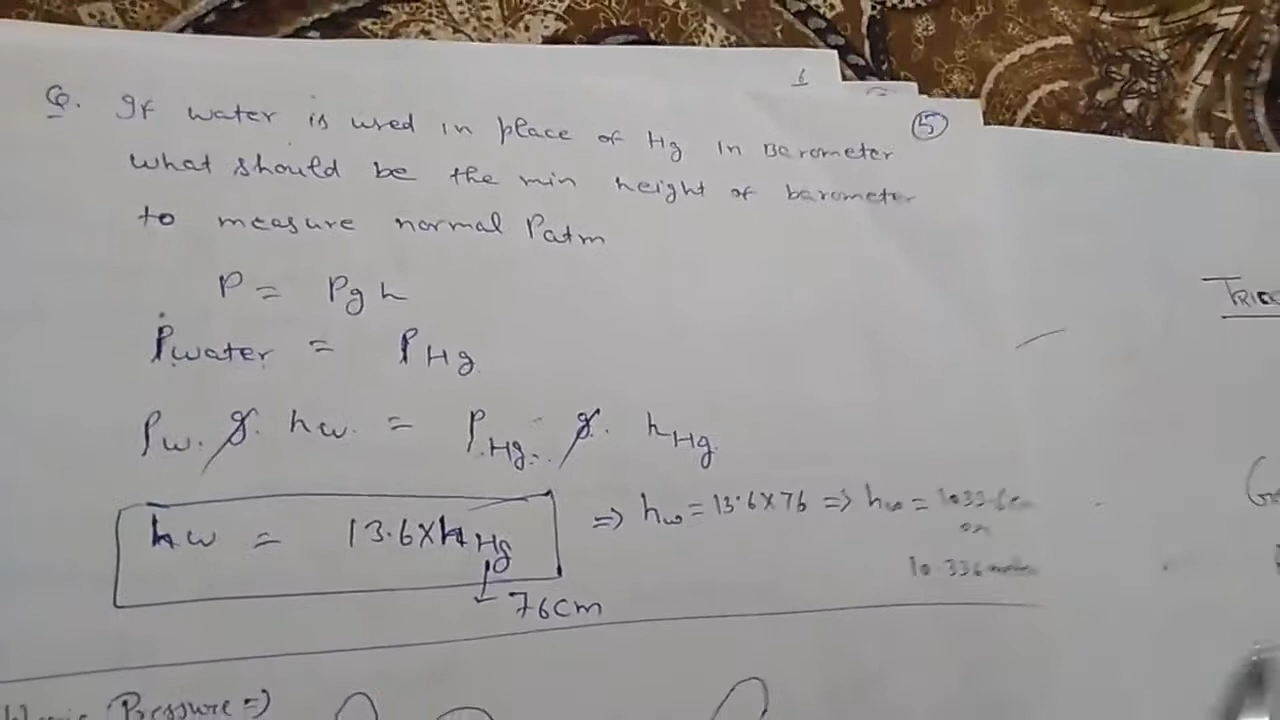 6
5
Q. If water is used in place of Hg in Barometer
what should be the min height of barometer
to measure normal Patm
P = ρgh
Pwater = PHg
ρw. g. hw. = ρHg. g. hHg
hw = 13.6×hHg ⇒ hw = 13.6×76 ⇒ hw = 1033.6cm
or
10.336
76cm
Pressure ⇒)